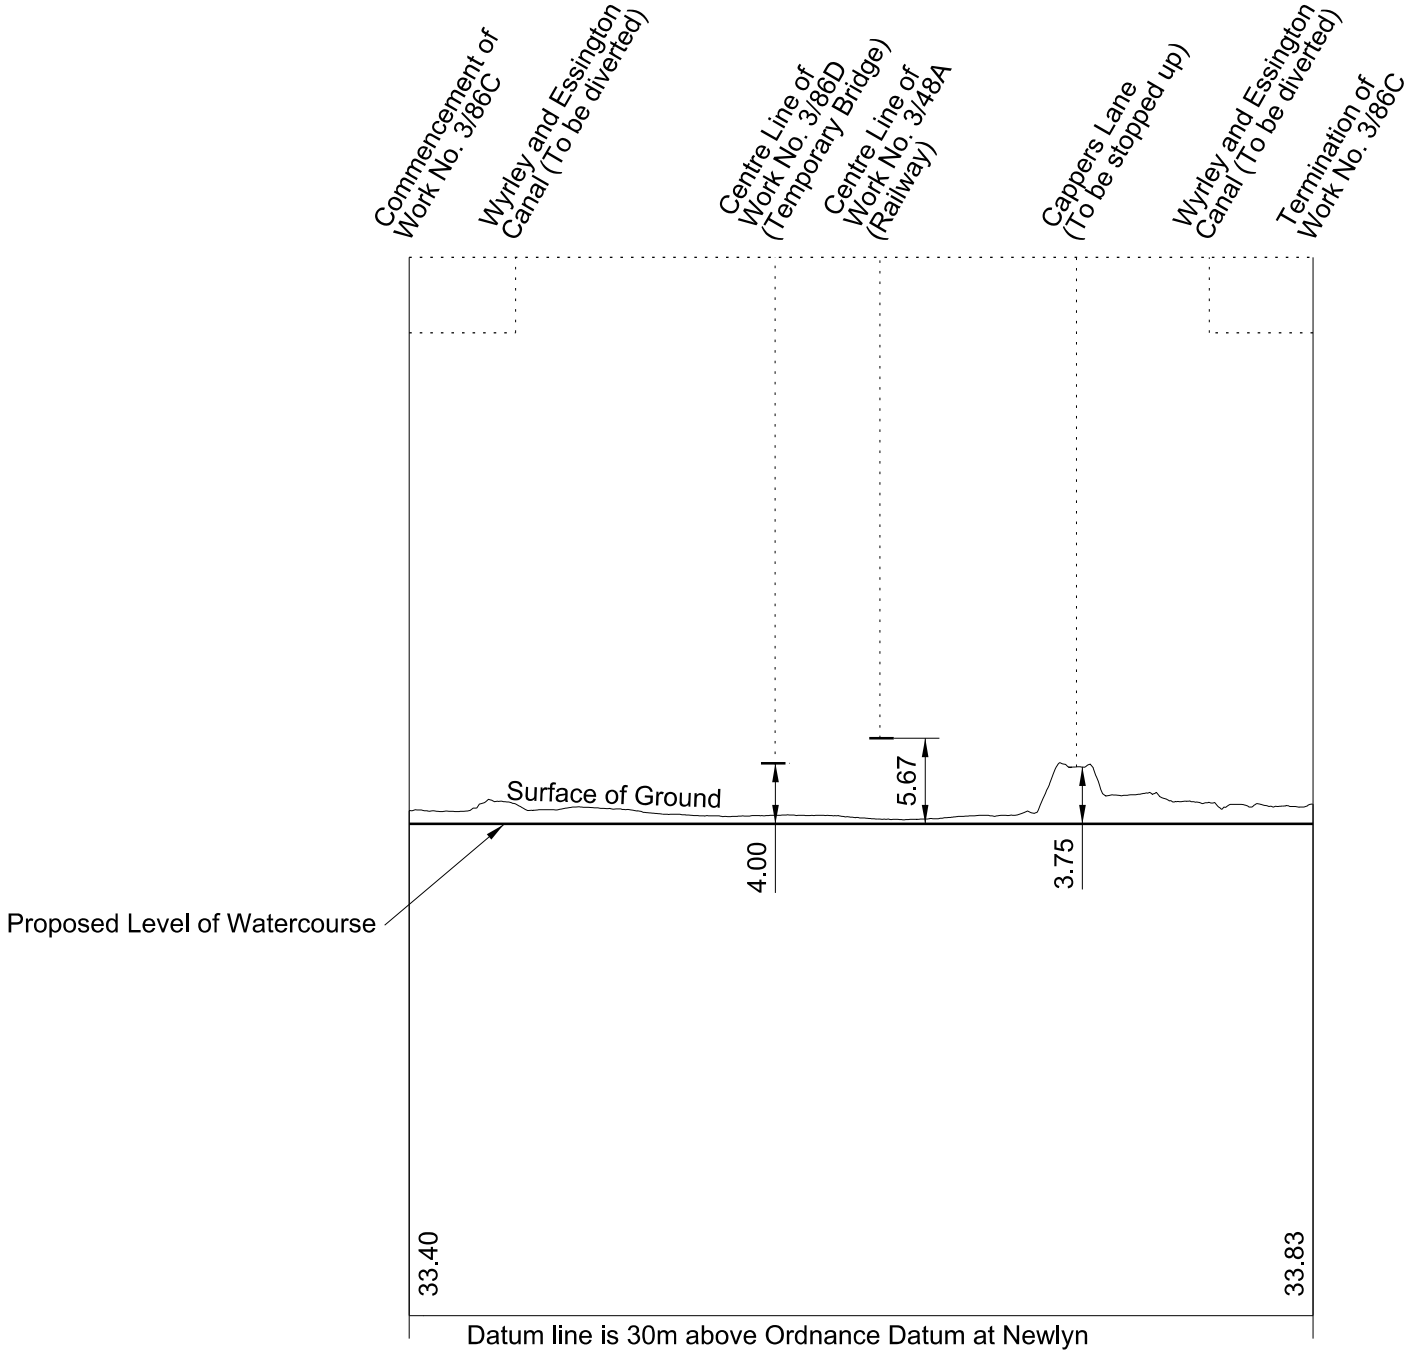 Commencement of
Work No. 3/86C
Wyrley and Essington
Canal (To be diverted)
Centre Line of
Work No. 3/86D
(Temporary Bridge)
Centre Line of
Work No. 3/48A
(Railway)
Cappers Lane
(To be stopped up)
Wyrley and Essington
Canal (To be diverted)
Termination of
Work No. 3/86C
Surface of Ground
5.67
4.00
3.75
Proposed Level of Watercourse
33.40
33.83
Datum line is 30m above Ordnance Datum at Newlyn